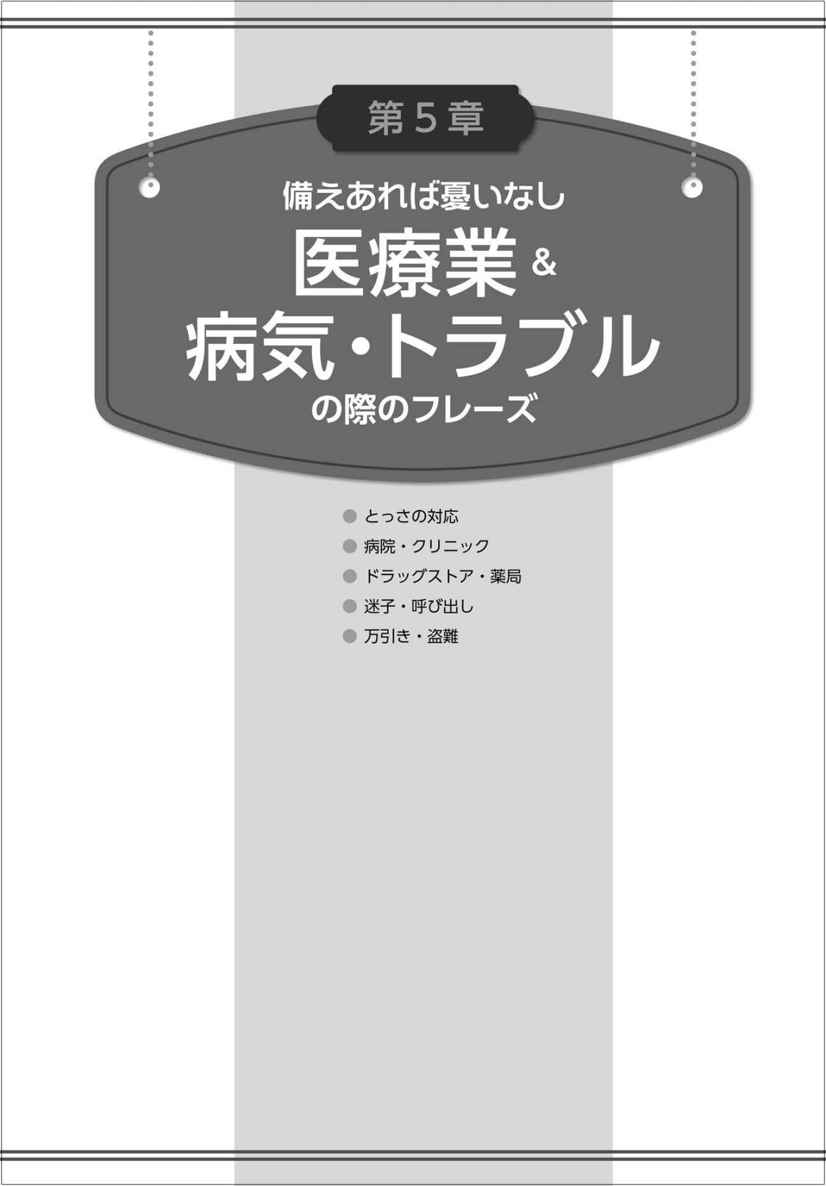 第5章
備えあれば憂いなし
医療業&
病気・トラブル
の際のフレーズ
●とっさの対応
●病院・クリニック
●ドラッグストア・薬局
●迷子・呼び出し
●万引き・盗難